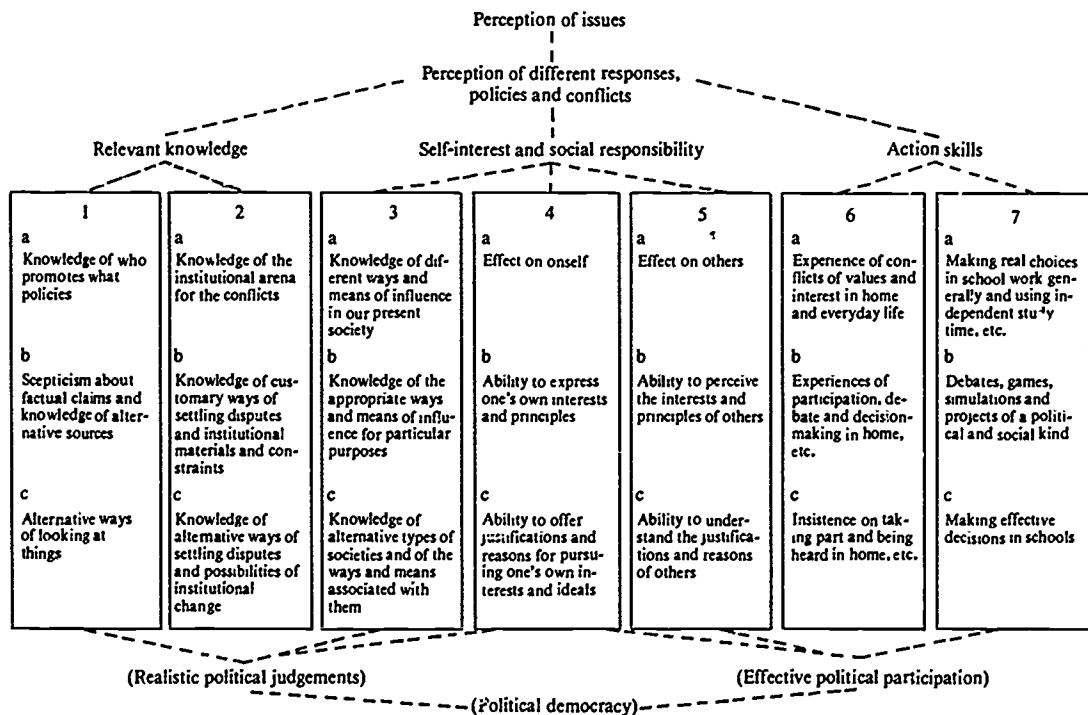 Perception of issues
Perception of different responses,
policies and conflicts
Relevant knowledge
Self-interest and social responsibility
Action skills
1
a
Knowledge of who
promotes what
policies
b
Scepticism about
factual claims and
knowledge of alter-
native sources
c
Alternative ways
of looking at
things
2
a
Knowledge of the
institutional arena
for the conflicts
b
Knowledge of cus-
tomary ways of
settling disputes
and institutional
materials and con-
straints
c
Knowledge of
alternative ways of
settling disputes
and possibilities of
institutional
change
3
a
Knowledge of dif-
erent ways and
means of influence
in our present
society
b
Knowledge of the
appropriate ways
and means of influ-
ence for particular
purposes
c
Knowledge of
alternative types of
societies and of the
ways and means
associated with
them
4
a
Effect on onself
b
Ability to express
one's own interests
and principles
c
Ability to offer
justifications and
reasons for pursu-
ing one's own in-
terests and ideals
5
a
Effect on others
b
Ability to perceive
the interests and
principles of others
c
Ability to under-
stand the justifica-
tions and reasons
of others
6
a
Experience of con-
flicts of values and
interest in home
and everyday life
b
Experiences of
participation, de-
bate and decision-
making in home,
etc.
c
Insistence on tak-
ing part and being
heard in home, etc.
7
a
Making real choices
in school work gen-
erally and using in-
dependent study
time, etc.
b
Debates, games,
simulations and
projects of a politi-
cal and social kind
c
Making effective
decisions in schools
(Realistic political judgements)
(Effective political participation)
(Political democracy)